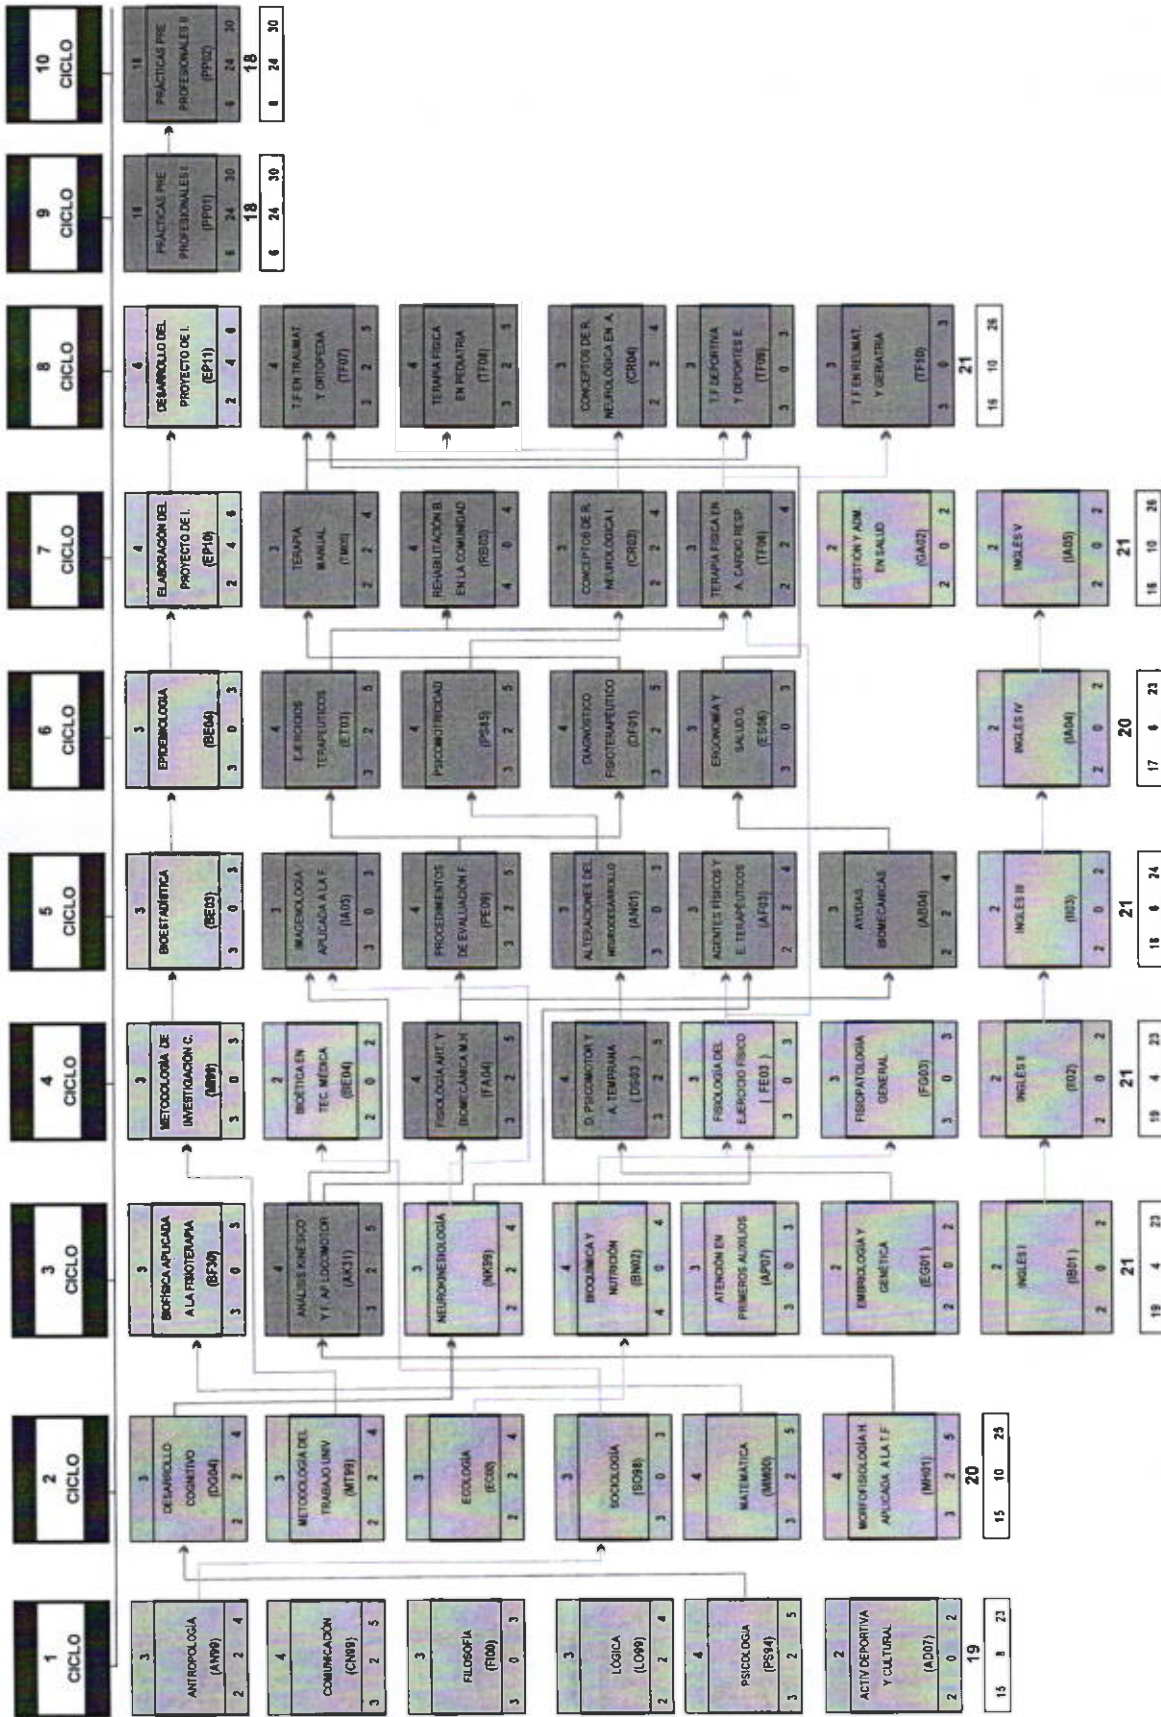 1
CICLO
3
ANTROPOLOGÍA
(AN99)
2 2 4
4
COMUNICACIÓN
(CN99)
3 2 5
3
FILOSOFÍA
(FI00)
3 0 3
3
LÓGICA
(LO99)
2 2 4
4
PSICOLOGIA
(PS94)
3 2 5
2
ACTIV DEPORTIVA
Y CULTURAL
(AD07)
2 0 2
19
15 8 23
2
CICLO
3
DESARROLLO
COGNITIVO
(DG04)
2 2 4
3
METODOLOGÍA DEL
TRABAJO UNIV
(MT99)
2 2 4
3
ECOLOGÍA
(EC00)
2 2 4
3
SOCIOLOGÍA
(SO98)
3 0 3
4
MATEMÁTICA
(MM00)
3 2 5
4
MORFOFISIOLOGÍA H.
APLICADA A LA T.F
(MH01)
3 2 5
20
15 10 25
3
CICLO
3
BIOFÍSICA APLICADA
A LA FISIOTERAPIA
(BF30)
3 0 3
4
ANÁLISIS KINÉSICO
Y F. AP LOCOMOTOR
(AK31)
3 2 5
3
NEUROKINESIOLOGÍA
(NK99)
2 2 4
4
BIOQUÍMICA Y
NUTRICIÓN
(BN02)
4 0 4
3
ATENCIÓN EN
PRIMEROS AUXILIOS
(AP07)
3 0 3
2
EMBRIOLOGÍA Y
GENÉTICA
(EG01)
2 0 2
2
INGLÉS I
(IB01)
2 0 2
21
19 4 23
4
CICLO
3
METODOLOGÍA DE
INVESTIGACION C.
3 0 3
2
BIOÉTICA EN
TEC. MÉDICA
(BE04)
2 0 2
4
FISIOLOGÍA ART. Y
BIOMECÁNICA M.H.
(FA04)
3 2 5
4
D. PSICOMOTOR Y
A. TEMPRANA
( DS03 )
3 2 5
3
FISIOLOGÍA DEL
EJERCICIO FÍSICO
( FE03 )
3 0 3
3
FISIOPATOLOGÍA
GENERAL
(FG03)
3 0 3
2
INGLÉS II
(II02)
2 0 2
21
19 4 23
5
CICLO
3
BIOESTADÍSTICA
(BE03)
3 0 3
3
IMAGENOLOGÍA
APLICADA A LA F.
(IA05)
3 0 3
4
PROCEDIMIENTOS
DE EVALUACIÓN F.
(PE09)
3 2 5
3
ALTERACIONES DEL
NEURODESARROLLO
(AN01)
3 0 3
3
AGENTES FÍSICOS Y
E. TERAPÉUTICOS
(AF03)
2 2 4
3
AYUDAS
BIOMECÁNICAS
(AB04)
2 2 4
2
INGLÉS III
(II03)
2 0 2
21
18 6 24
6
CICLO
3
EPIDEMIOLOGÍA
(BE04)
3 0 3
4
EJERCICIOS
TERAPEÚTICOS
(ET03)
3 2 5
4
PSICOMOTRICIDAD
(PS45)
3 2 5
4
DIAGNÓSTICO
FISIOTERAPÉUTICO
(DF01)
3 2 5
3
ERGONOMÍA Y
SALUD O.
(ES06)
3 0 3
2
INGLÉS IV
(IA04)
2 0 2
20
17 6 23
7
CICLO
4
ELABORACIÓN DEL
PROYECTO DE I.
(EP10)
2 4 6
3
TERAPIA
MANUAL
2 2 4
4
REHABILITACIÓN B.
EN LA COMUNIDAD
(RB03)
4 0 4
3
CONCEPTOS DE R.
NEUROLÓGICA I.
(CR03)
2 2 4
3
TERAPIA FÍSICA EN
A. CARDIO RESP.
(TF06)
2 2 4
2
GESTIÓN Y ADM.
EN SALUD
(GA02)
2 0 2
2
INGLÉS V
(IA05)
2 0 2
21
16 10 26
8
CICLO
4
DESARROLLO DEL
PROYECTO DE I.
(EP11)
2 4 6
4
T.F EN TRAUMAT.
Y ORTOPEDIA
(TF07)
3 2 5
4
TERAPIA FÍSICA
EN PEDIATRIA
(TF08)
3 2 5
3
CONCEPTOS DE R.
NEUROLÓGICA EN A.
(CR04)
2 2 4
3
T.F DEPORTIVA
Y DEPORTES E.
(TF09)
3 0 3
3
T.F EN REUMAT.
Y GERIATRIA
(TF10)
3 0 3
21
16 10 26
9
CICLO
18
PRÁCTICAS PRE
PROFESIONALES I
(PP01)
6 24 30
18
6 24 30
10
CICLO
18
PRÁCTICAS PRE
PROFESIONALES II
(PP02)
6 24 30
18
6 24 30